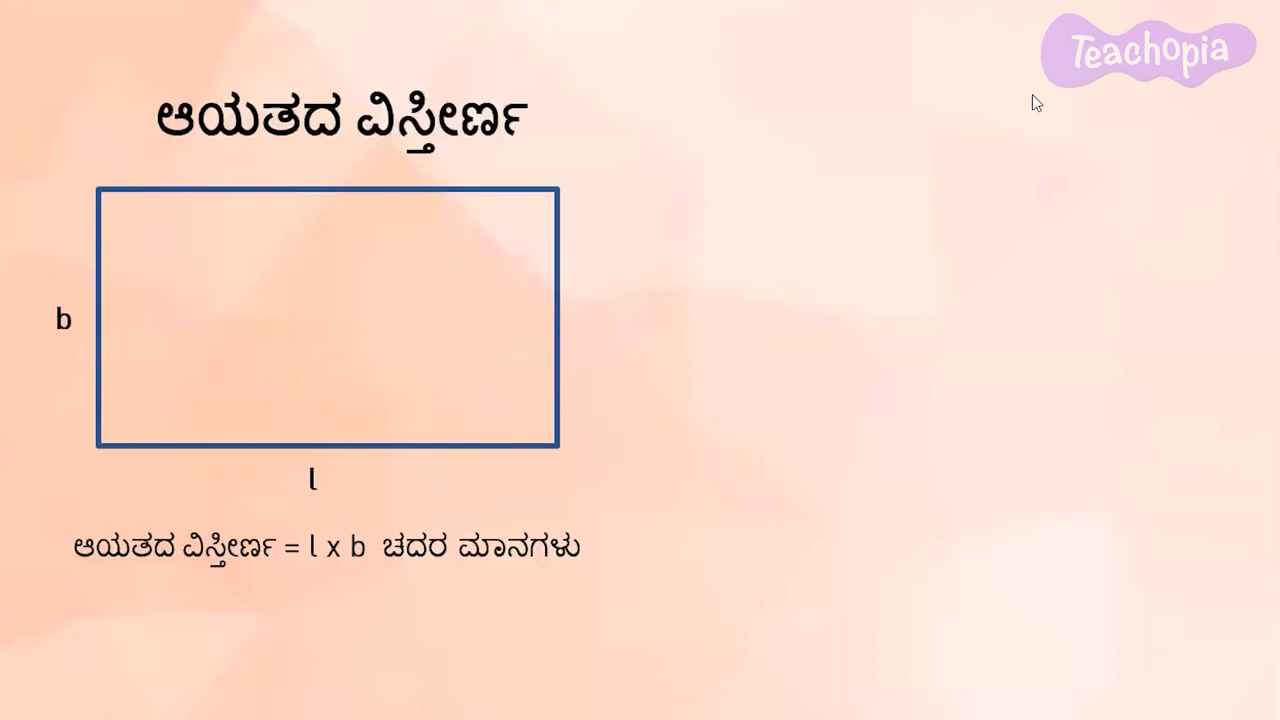 Teachopia
ಆಯತದ ವಿಸ್ತೀರ್ಣ
b
l
ಆಯತದ ವಿಸ್ತೀರ್ಣ = l x b ಚದರ ಮಾನಗಳು